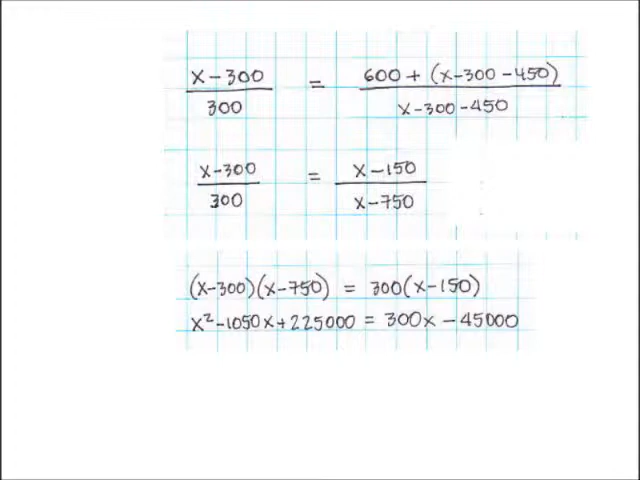 x-300/300 = 600 + (x-300-450)/x-300-450
x-300/300 = x-150/x-750
(x-300)(x-750) = 300(x-150)
x²-1050x+225000 = 300x-45000